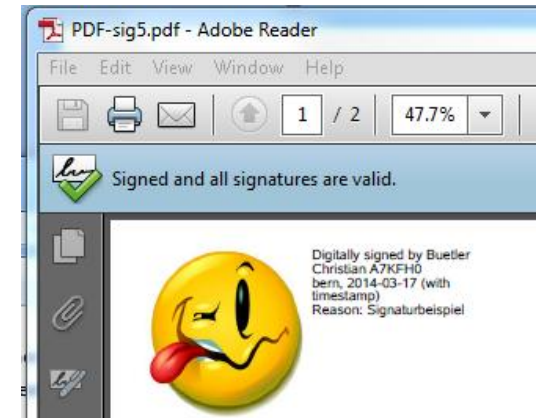 PDF-sig5.pdf - Adobe Reader
File Edit View Window Help
1 / 2 47.7%
Signed and all signatures are valid.
Digitally signed by Buetler
Christian A7KFH0
bern, 2014-03-17 (with
timestamp)
Reason: Signaturbeispiel